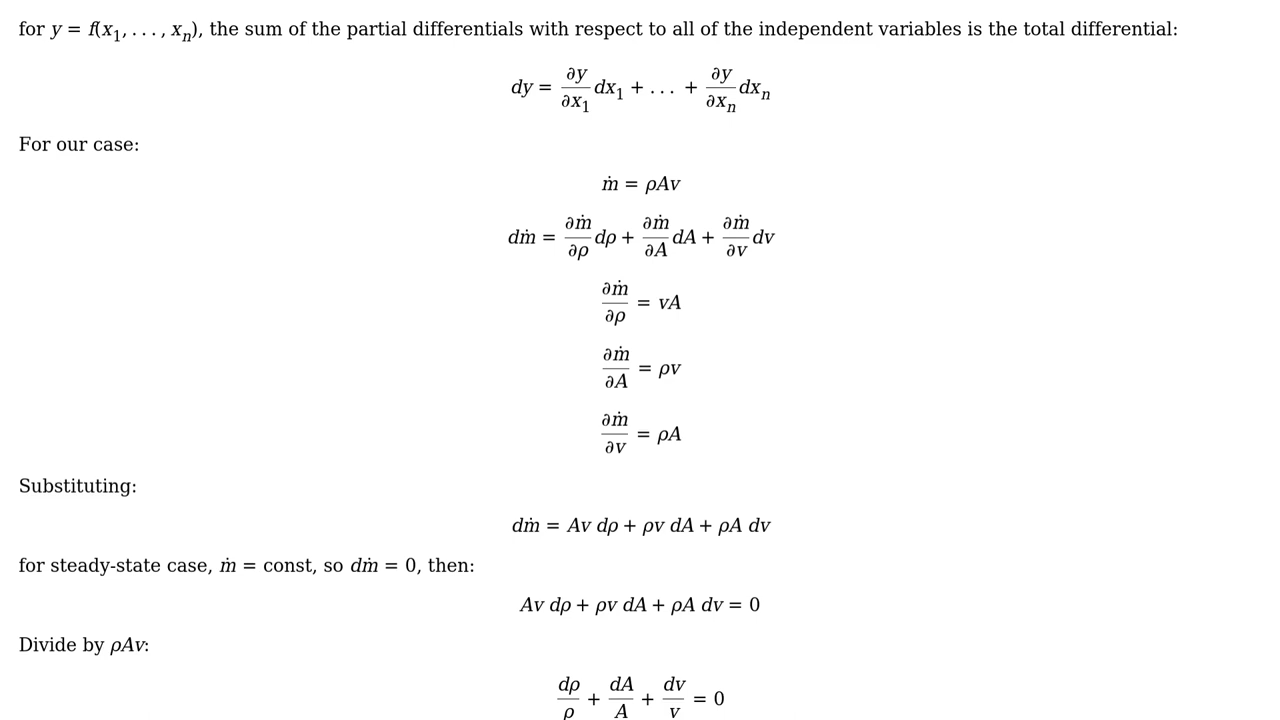 for y = f(x₁, . . . , xₙ), the sum of the partial differentials with respect to all of the independent variables is the total differential:
dy = ∂y/∂x₁ dx₁ + . . . + ∂y/∂xₙ dxₙ
For our case:
ṁ = ρAv
dṁ = ∂ṁ/∂ρ dρ + ∂ṁ/∂A dA + ∂ṁ/∂v dv
∂ṁ/∂ρ = vA
∂ṁ/∂A = ρv
∂ṁ/∂v = ρA
Substituting:
dṁ = Av dρ + ρv dA + ρA dv
for steady-state case, ṁ = const, so dṁ = 0, then:
Av dρ + ρv dA + ρA dv = 0
Divide by ρAv:
dρ/ρ + dA/A + dv/v = 0